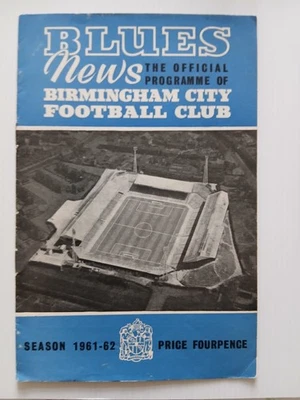 BLUES
News THE OFFICIAL
PROGRAMME OF
BIRMINGHAM CITY
FOOTBALL CLUB
SEASON 1961-62 PRICE FOURPENCE